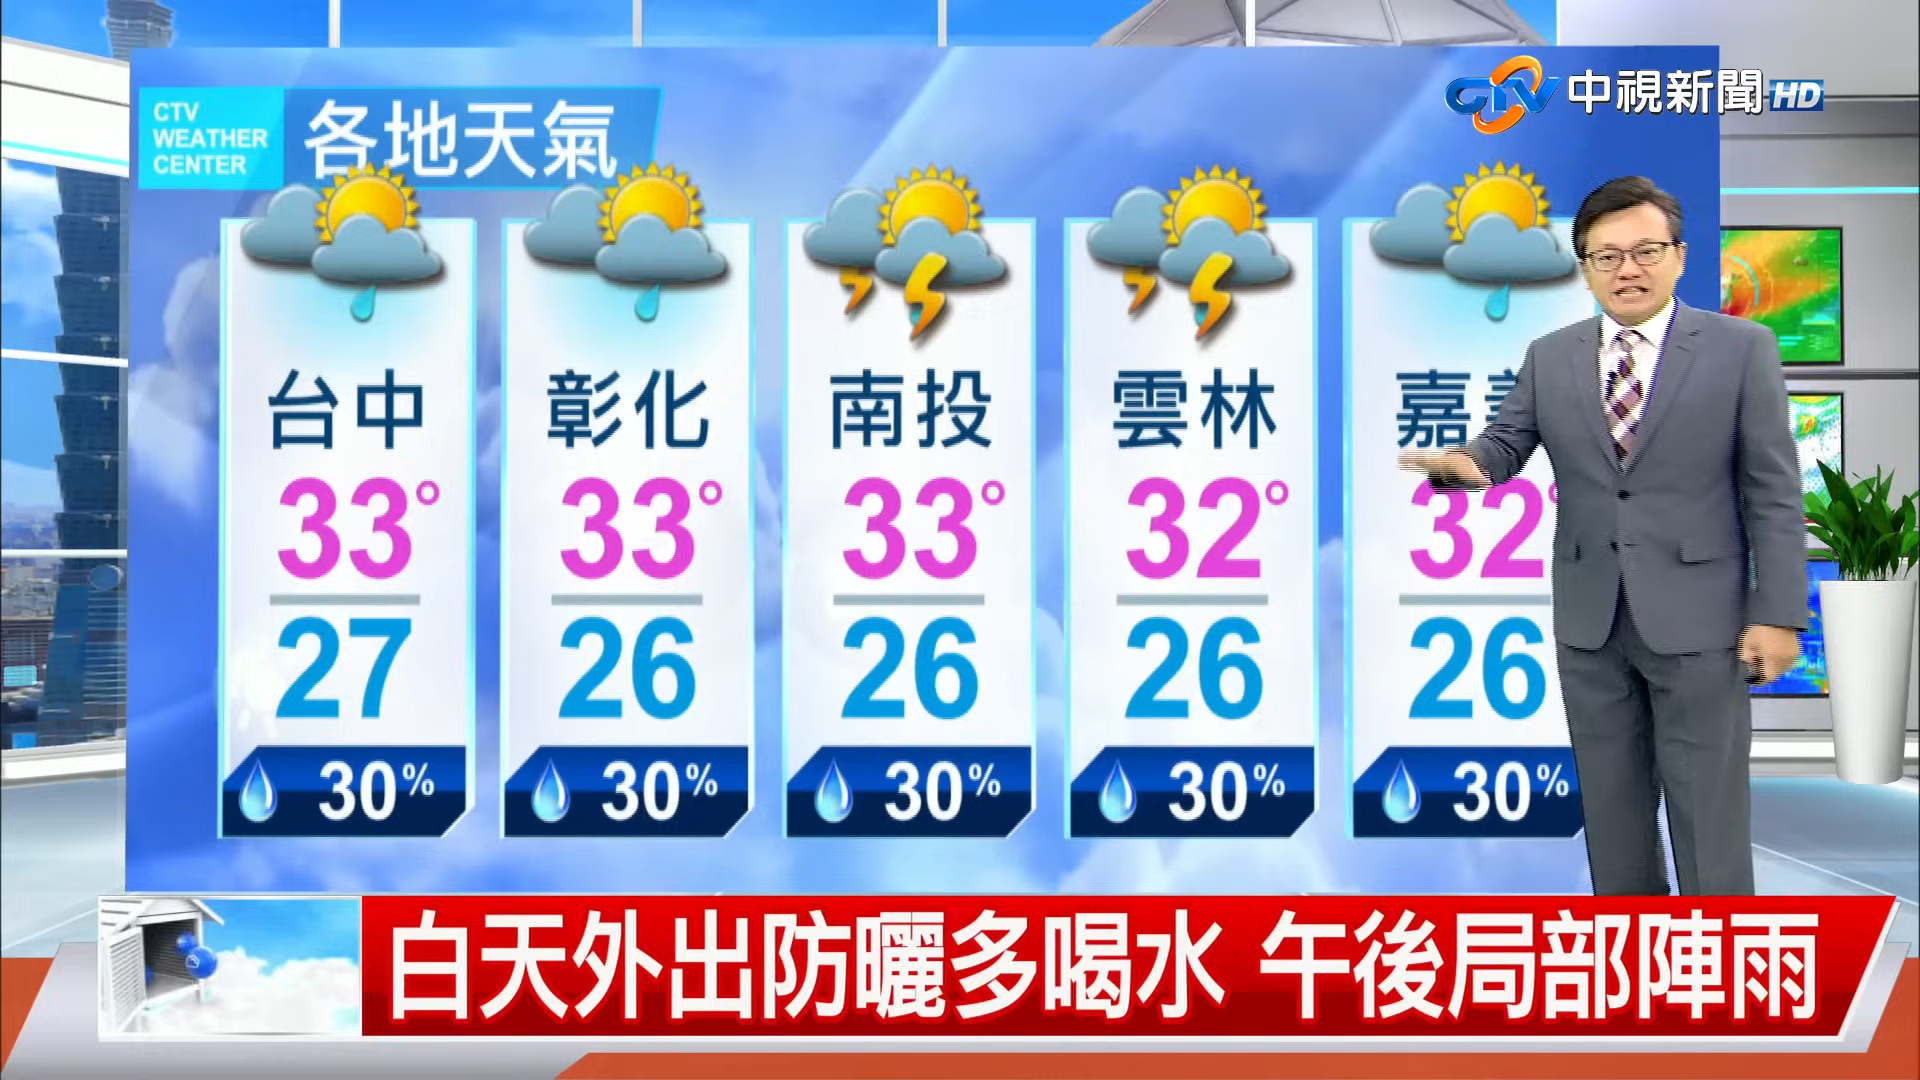 CTV
WEATHER
CENTER
各地天氣
CTV 中視新聞 HD
台中
33°
27
30%
彰化
33°
26
30%
南投
33°
26
30%
雲林
32°
26
30%
嘉
32°
26
30%
白天外出防曬多喝水 午後局部陣雨